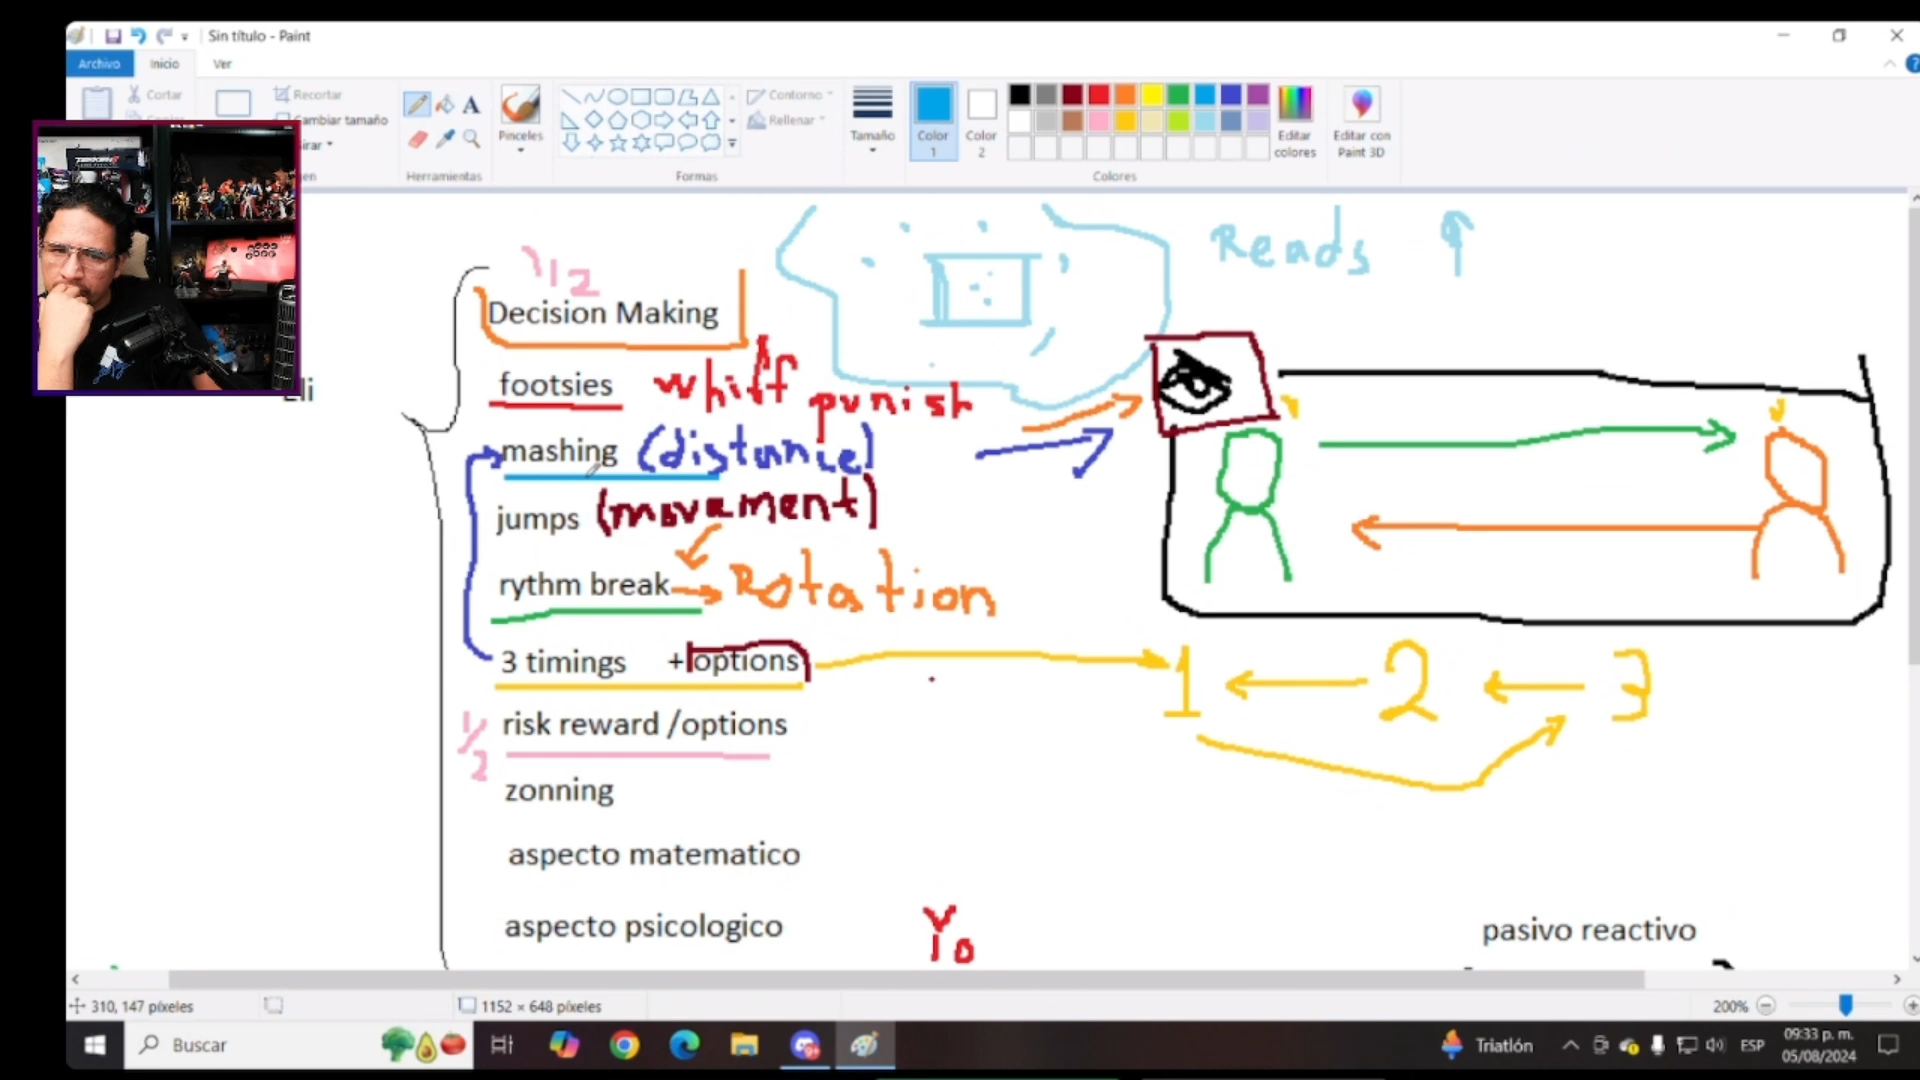 Sin título - Paint
Archivo Inicio Ver
Cortar
Recortar
Cambiar tamaño
Pinceles
Contorno
Rellenar
Tamaño
Color 1
Color 2
Editar colores
Editar con Paint 3D
Herramientas
Formas
Colores
TEKKEN
Reads
1/2
Decision Making
footsies whiff punish
mashing (distance)
jumps (movement)
rythm break Rotation
3 timings +options 1 2 3
1/2 risk reward /options
zonning
aspecto matematico
aspecto psicologico
Yo
pasivo reactivo
310, 147 píxeles
1152 × 648 píxeles
200%
Buscar
Triatlón
ESP
09:33 p. m.
05/08/2024